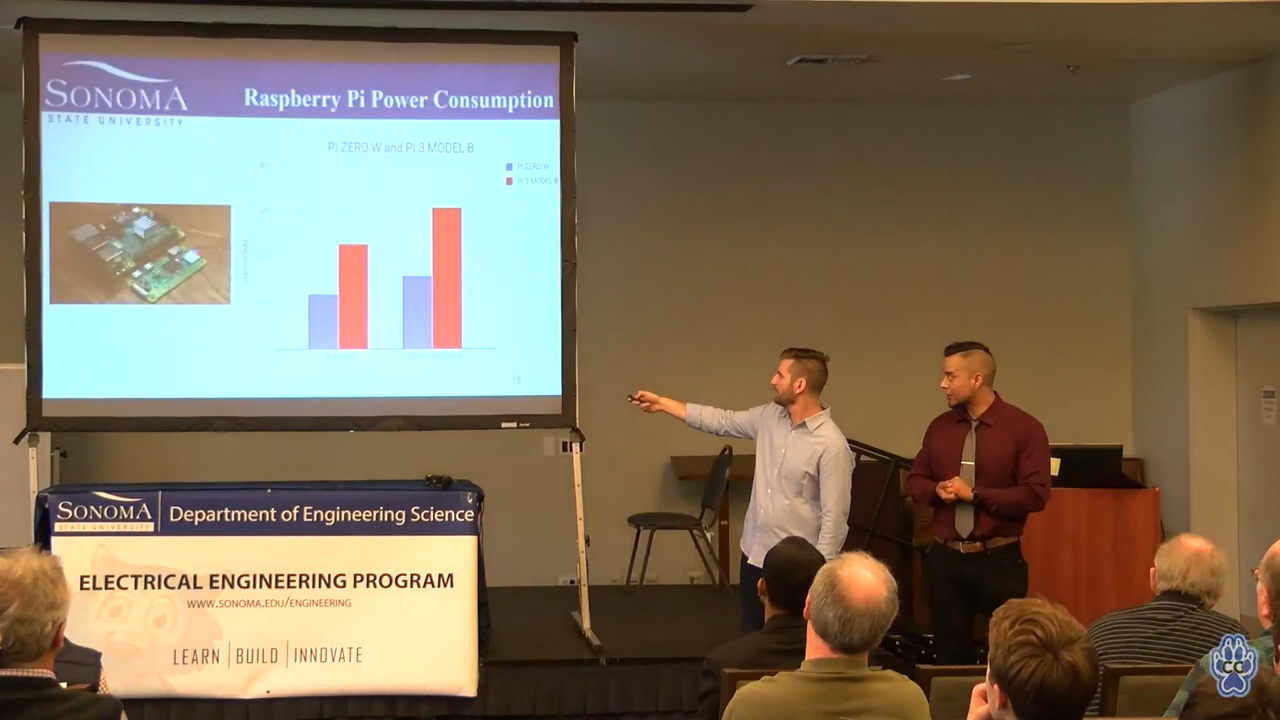 SONOMA
STATE UNIVERSITY
Raspberry Pi Power Consumption
PI ZERO W and PI 3 MODEL B
PI ZERO W
PI 3 MODEL B
18
SONOMA
STATE UNIVERSITY
Department of Engineering Science
ELECTRICAL ENGINEERING PROGRAM
WWW.SONOMA.EDU/ENGINEERING
LEARN | BUILD | INNOVATE
CC